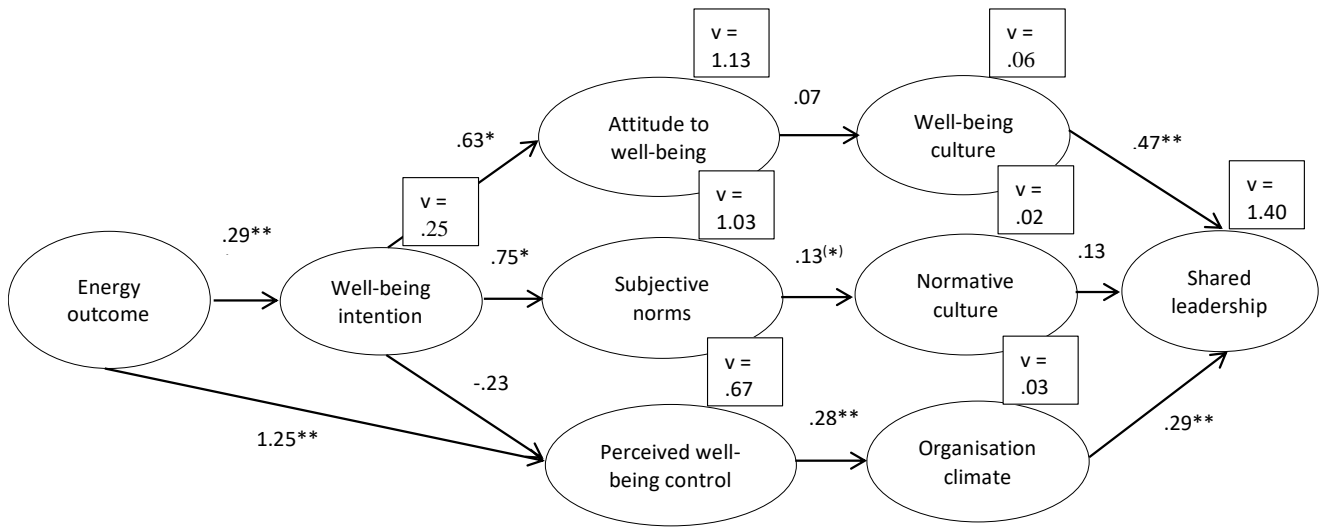 v =
1.13
v =
.06
.07
Attitude to
well-being
Well-being
culture
.63*
.47**
v =
.25
v =
1.03
v =
.02
v =
1.40
.29**
.75*
.13(*)
.13
Energy
outcome
Well-being
intention
Subjective
norms
Normative
culture
Shared
leadership
-.23
v =
.67
v =
.03
1.25**
.28**
.29**
Perceived well-
being control
Organisation
climate